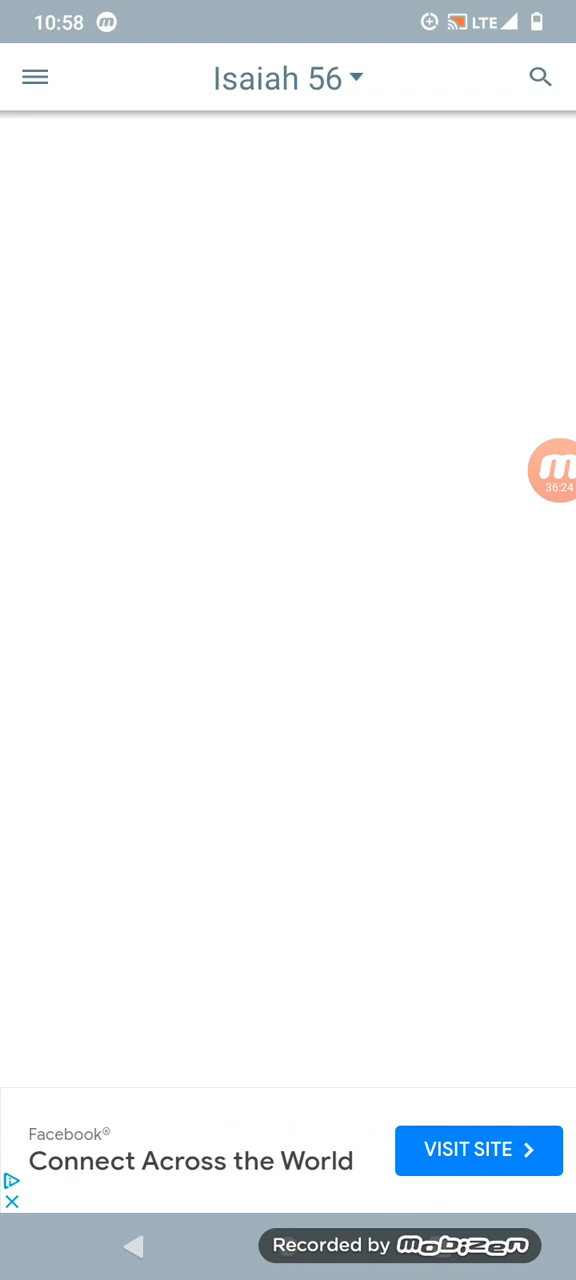 10:58 m LTE
Isaiah 56
m
36:24
Facebook®
Connect Across the World
VISIT SITE
Recorded by mobizen